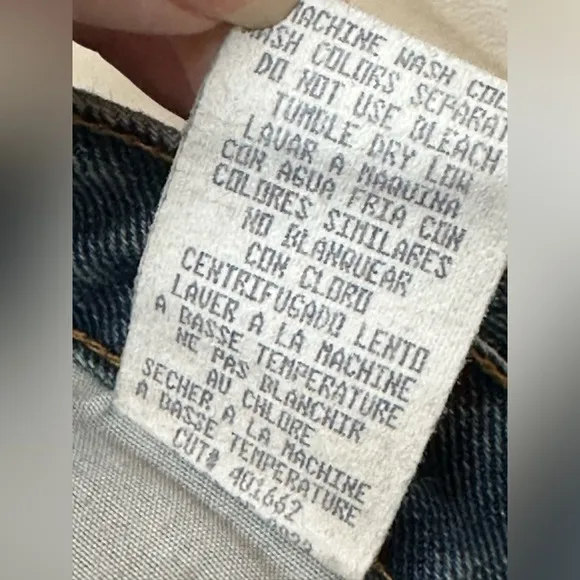 MACHINE WASH COL
WASH COLORS SEPARAT
DO NOT USE BLEACH
TUMBLE DRY LOW
LAVAR A MAQUINA
CON AGUA FRIA CON
COLORES SIMILARES
NO BLANQUEAR
CON CLORO
CENTRIFUGADO LENTO
LAVER A LA MACHINE
A BASSE TEMPERATURE
NE PAS BLANCHIR
AU CHLORE
SECHER A LA MACHINE
A BASSE TEMPERATURE
CUT# 401662